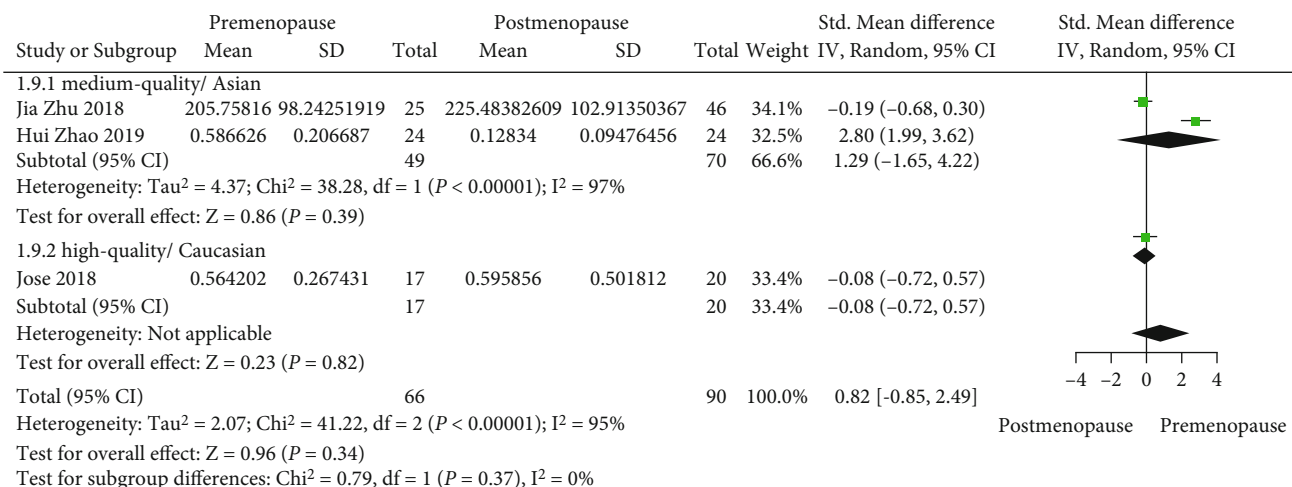 Premenopause Postmenopause Std. Mean difference Std. Mean difference
Study or Subgroup Mean SD Total Mean SD Total Weight IV, Random, 95% CI IV, Random, 95% CI
1.9.1 medium-quality/ Asian
Jia Zhu 2018 205.75816 98.24251919 25 225.48382609 102.91350367 46 34.1% –0.19 (–0.68, 0.30)
Hui Zhao 2019 0.586626 0.206687 24 0.12834 0.09476456 24 32.5% 2.80 (1.99, 3.62)
Subtotal (95% CI) 49 70 66.6% 1.29 (–1.65, 4.22)
Heterogeneity: Tau² = 4.37; Chi² = 38.28, df = 1 (P < 0.00001); I² = 97%
Test for overall effect: Z = 0.86 (P = 0.39)
1.9.2 high-quality/ Caucasian
Jose 2018 0.564202 0.267431 17 0.595856 0.501812 20 33.4% –0.08 (–0.72, 0.57)
Subtotal (95% CI) 17 20 33.4% –0.08 (–0.72, 0.57)
Heterogeneity: Not applicable
Test for overall effect: Z = 0.23 (P = 0.82)
–4 –2 0 2 4
Total (95% CI) 66 90 100.0% 0.82 [-0.85, 2.49]
Heterogeneity: Tau² = 2.07; Chi² = 41.22, df = 2 (P < 0.00001); I² = 95%
Postmenopause Premenopause
Test for overall effect: Z = 0.96 (P = 0.34)
Test for subgroup differences: Chi² = 0.79, df = 1 (P = 0.37), I² = 0%